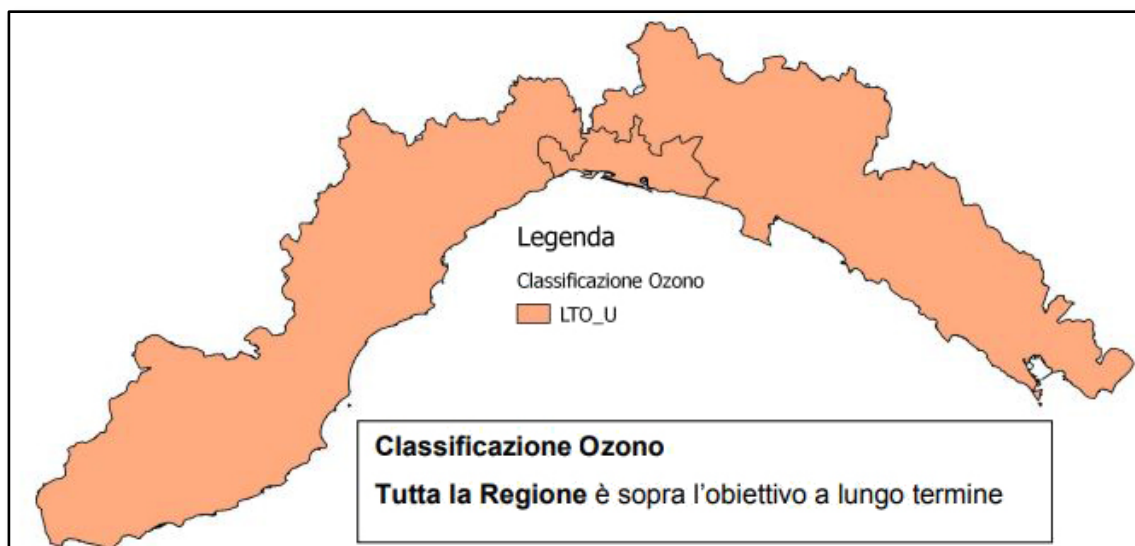 Legenda
Classificazione Ozono
LTO_U
Classificazione Ozono
Tutta la Regione è sopra l'obiettivo a lungo termine